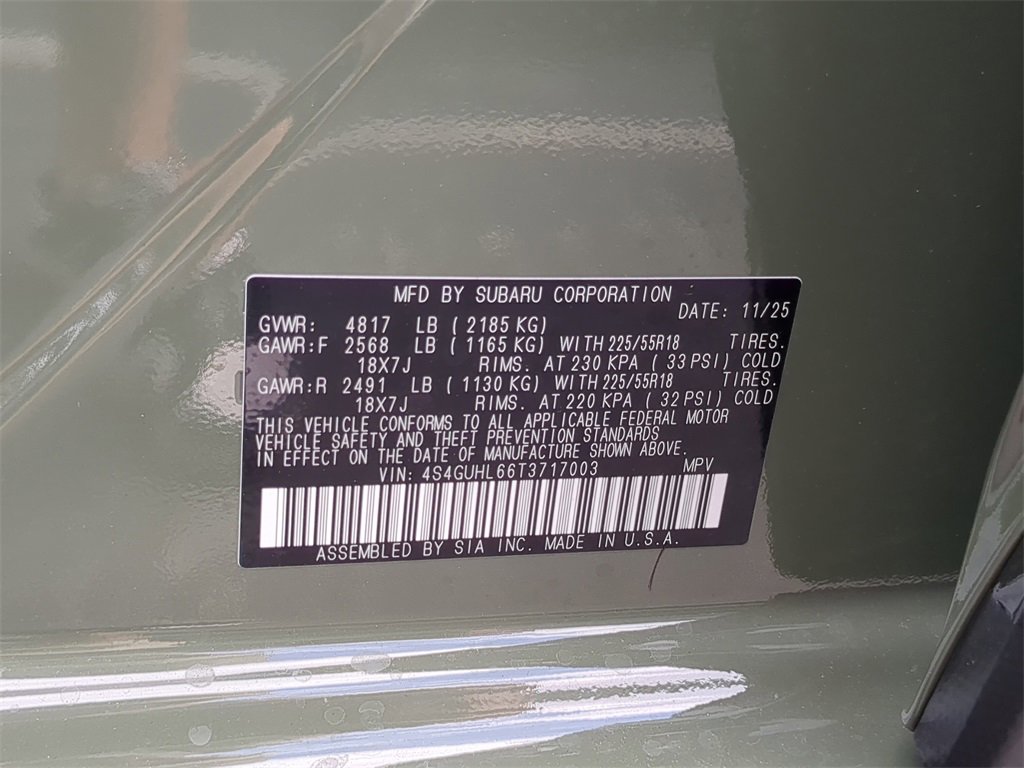 MFD BY SUBARU CORPORATION
DATE: 11/25
GVWR: 4817 LB ( 2185 KG)
GAWR:F 2568 LB ( 1165 KG) WITH 225/55R18 TIRES.
18X7J RIMS. AT 230 KPA ( 33 PSI) COLD
GAWR:R 2491 LB ( 1130 KG) WITH 225/55R18 TIRES.
18X7J RIMS. AT 220 KPA ( 32 PSI) COLD
THIS VEHICLE CONFORMS TO ALL APPLICABLE FEDERAL MOTOR
VEHICLE SAFETY AND THEFT PREVENTION STANDARDS
IN EFFECT ON THE DATE OF MANUFACTURE SHOWN ABOVE.
VIN: 4S4GUHL66T3717003 MPV
ASSEMBLED BY SIA INC. MADE IN U.S.A.